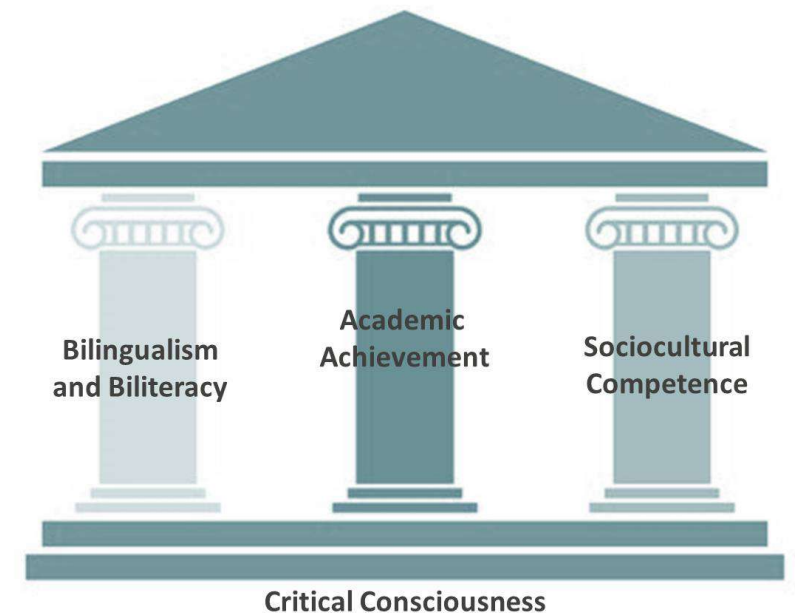 Bilingualism
and Biliteracy
Academic
Achievement
Sociocultural
Competence
Critical Consciousness